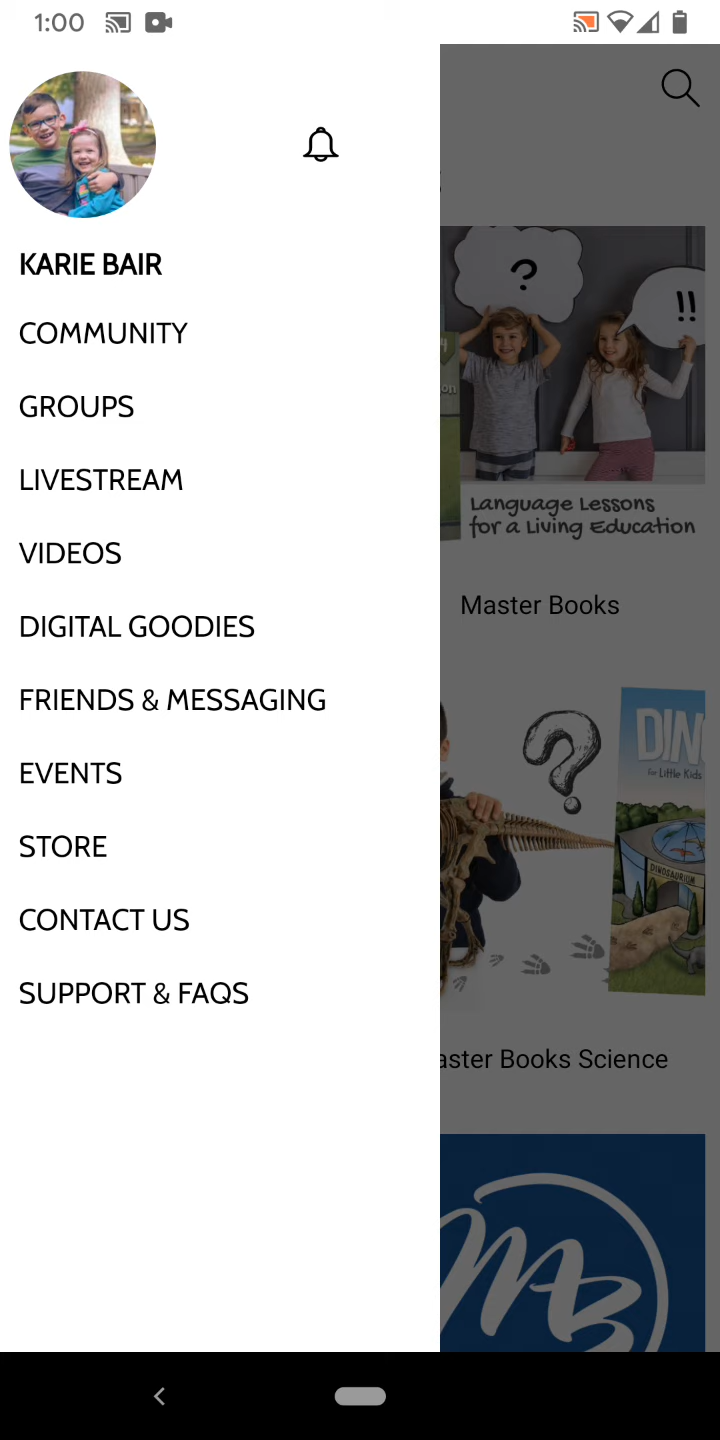 1:00
KARIE BAIR
COMMUNITY
GROUPS
LIVESTREAM
VIDEOS
DIGITAL GOODIES
FRIENDS & MESSAGING
EVENTS
STORE
CONTACT US
SUPPORT & FAQS
?
!!
Language Lessons
for a Living Education
Master Books
?
DIN
for Little Kids
DINOSAURIUM
aster Books Science
MB